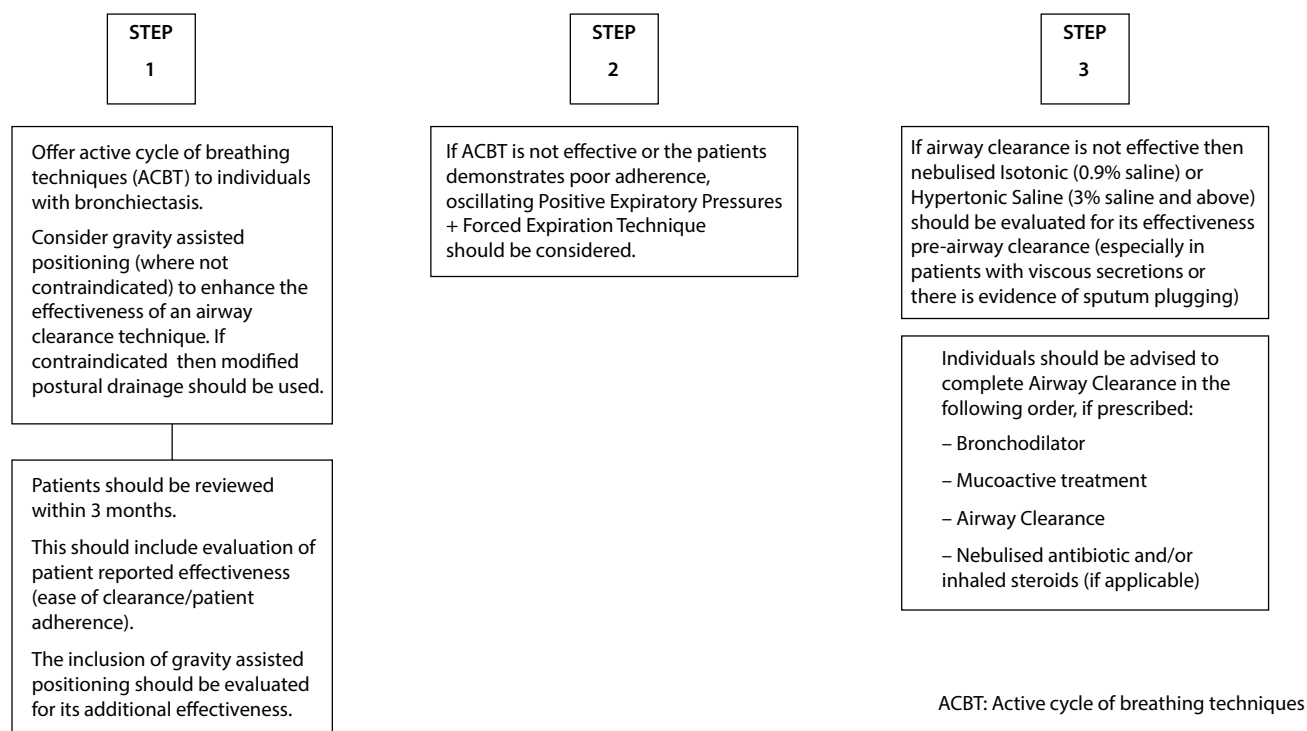 STEP
1
Offer active cycle of breathing
techniques (ACBT) to individuals
with bronchiectasis.
Consider gravity assisted
positioning (where not
contraindicated) to enhance the
effectiveness of an airway
clearance technique. If
contraindicated then modified
postural drainage should be used.
Patients should be reviewed
within 3 months.
This should include evaluation of
patient reported effectiveness
(ease of clearance/patient
adherence).
The inclusion of gravity assisted
positioning should be evaluated
for its additional effectiveness.
STEP
2
If ACBT is not effective or the patients
demonstrates poor adherence,
oscillating Positive Expiratory Pressures
+ Forced Expiration Technique
should be considered.
STEP
3
If airway clearance is not effective then
nebulised Isotonic (0.9% saline) or
Hypertonic Saline (3% saline and above)
should be evaluated for its effectiveness
pre-airway clearance (especially in
patients with viscous secretions or
there is evidence of sputum plugging)
Individuals should be advised to
complete Airway Clearance in the
following order, if prescribed:
– Bronchodilator
– Mucoactive treatment
– Airway Clearance
– Nebulised antibiotic and/or
inhaled steroids (if applicable)
ACBT: Active cycle of breathing techniques